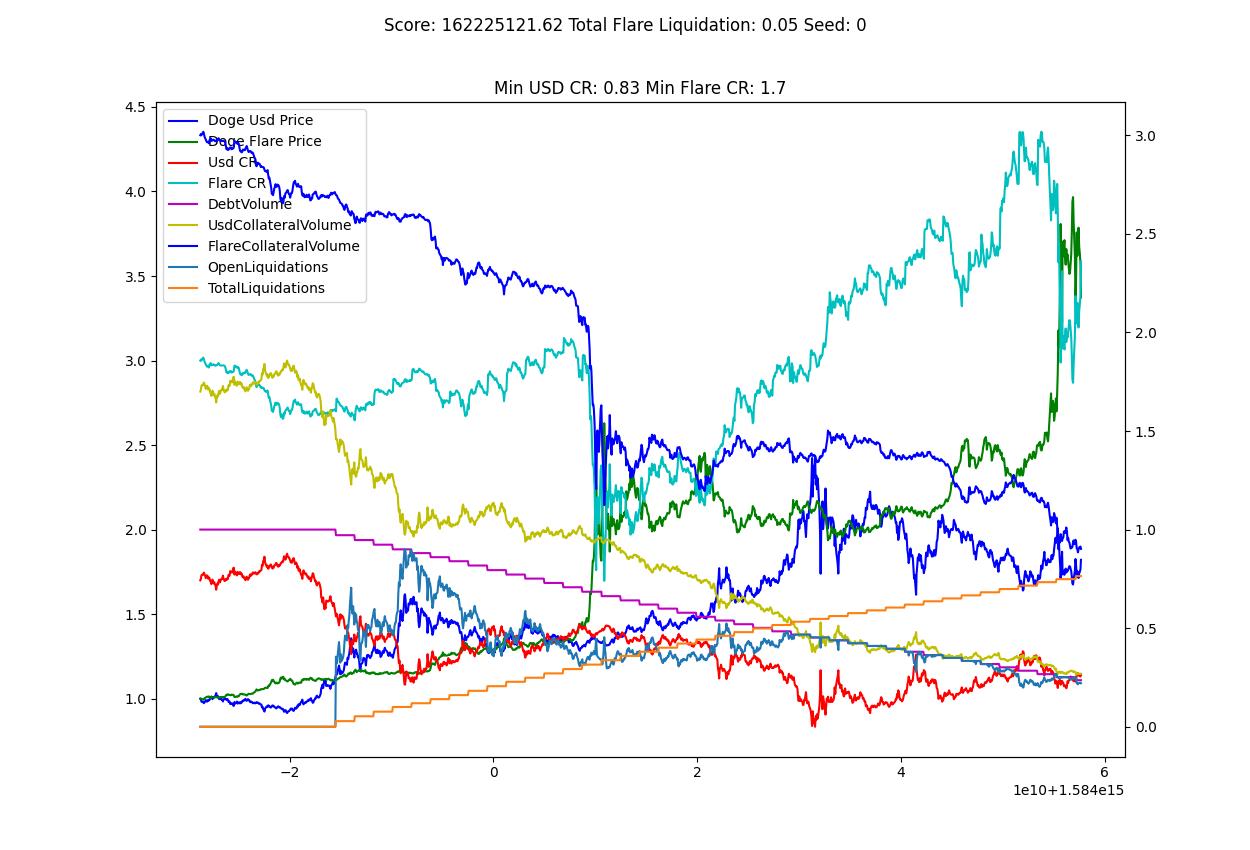 Score: 162225121.62 Total Flare Liquidation: 0.05 Seed: 0
Min USD CR: 0.83 Min Flare CR: 1.7
Doge Usd Price
Doge Flare Price
Usd CR
Flare CR
DebtVolume
UsdCollateralVolume
FlareCollateralVolume
OpenLiquidations
TotalLiquidations
4.5
4.0
3.5
3.0
2.5
2.0
1.5
1.0
3.0
2.5
2.0
1.5
1.0
0.5
0.0
−2 0 2 4 6
1e10+1.584e15